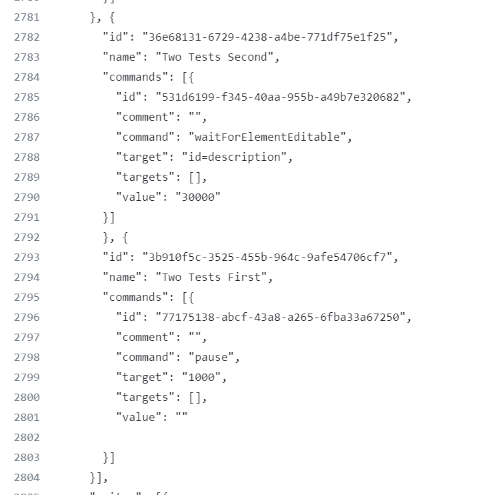 2781 }, {
2782 "id": "36e68131-6729-4238-a4be-771df75e1f25",
2783 "name": "Two Tests Second",
2784 "commands": [{
2785 "id": "531d6199-f345-40aa-955b-a49b7e320682",
2786 "comment": "",
2787 "command": "waitForElementEditable",
2788 "target": "id=description",
2789 "targets": [],
2790 "value": "30000"
2791 }]
2792 }, {
2793 "id": "3b910f5c-3525-455b-964c-9afe54706cf7",
2794 "name": "Two Tests First",
2795 "commands": [{
2796 "id": "77175138-abcf-43a8-a265-6fba33a67250",
2797 "comment": "",
2798 "command": "pause",
2799 "target": "1000",
2800 "targets": [],
2801 "value": ""
2802
2803 }]
2804 }],